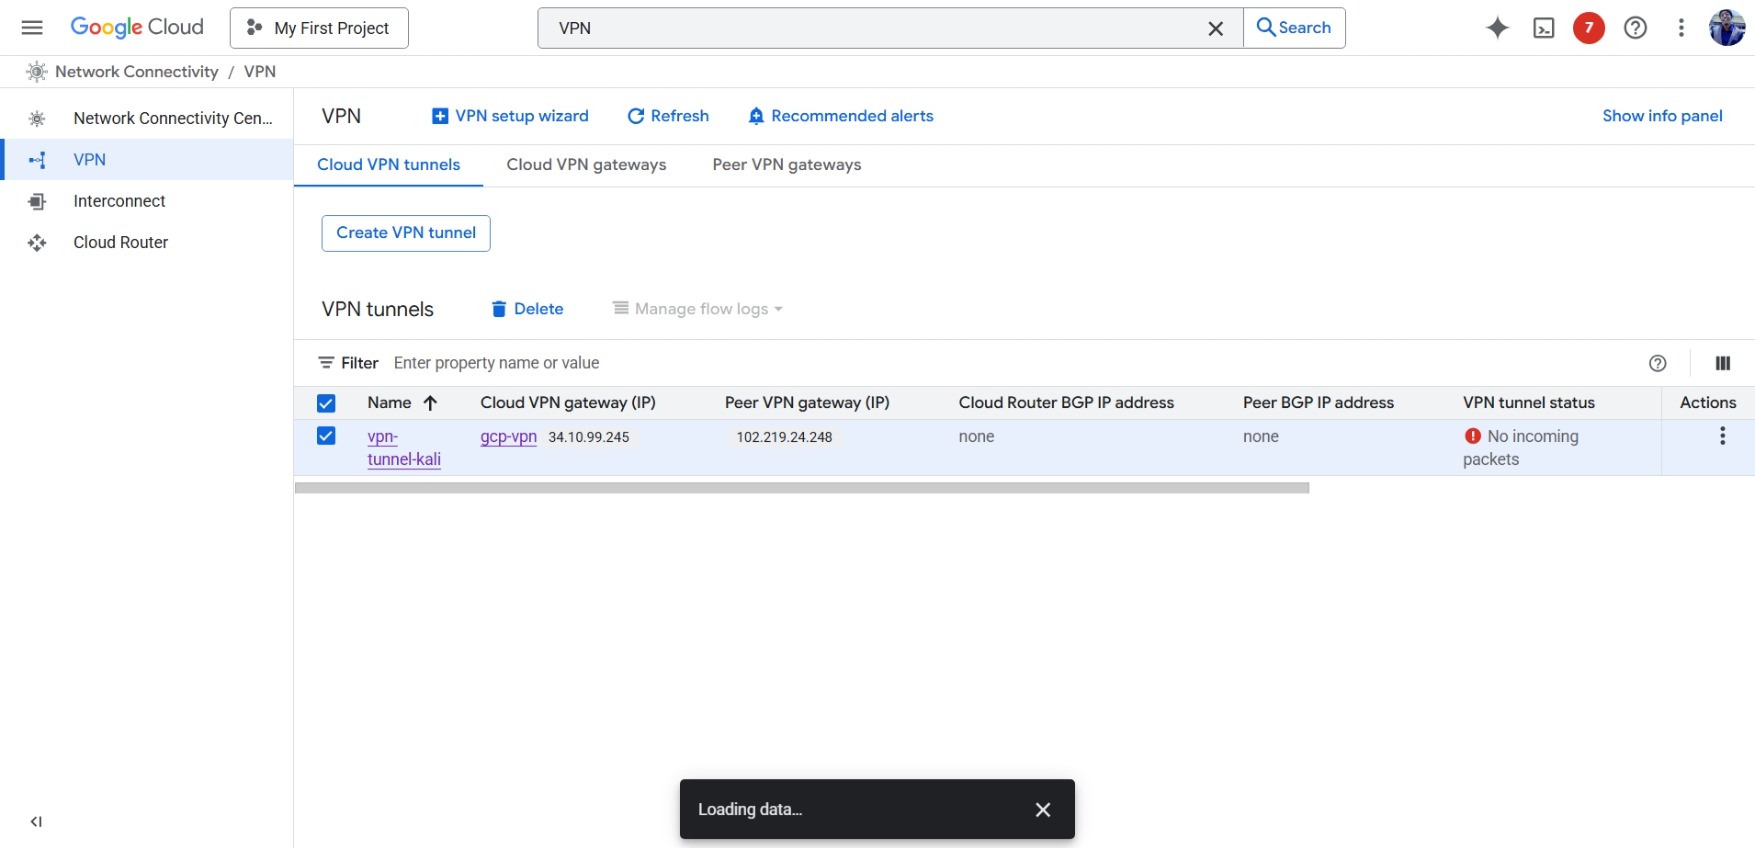 Google Cloud
My First Project
VPN
Search
7
Network Connectivity / VPN
Network Connectivity Cen...
VPN
Interconnect
Cloud Router
VPN
VPN setup wizard
Refresh
Recommended alerts
Show info panel
Cloud VPN tunnels
Cloud VPN gateways
Peer VPN gateways
Create VPN tunnel
VPN tunnels
Delete
Manage flow logs
Filter
Enter property name or value
Name
Cloud VPN gateway (IP)
Peer VPN gateway (IP)
Cloud Router BGP IP address
Peer BGP IP address
VPN tunnel status
Actions
vpn-
tunnel-kali
gcp-vpn
34.10.99.245
102.219.24.248
none
none
No incoming
packets
Loading data...